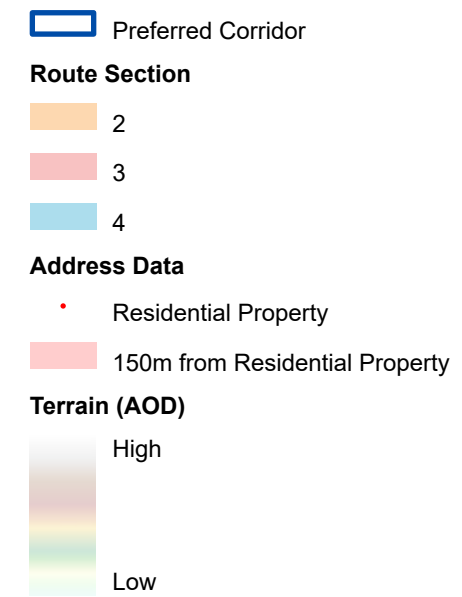 Preferred Corridor
Route Section
2
3
4
Address Data
Residential Property
150m from Residential Property
Terrain (AOD)
High
Low